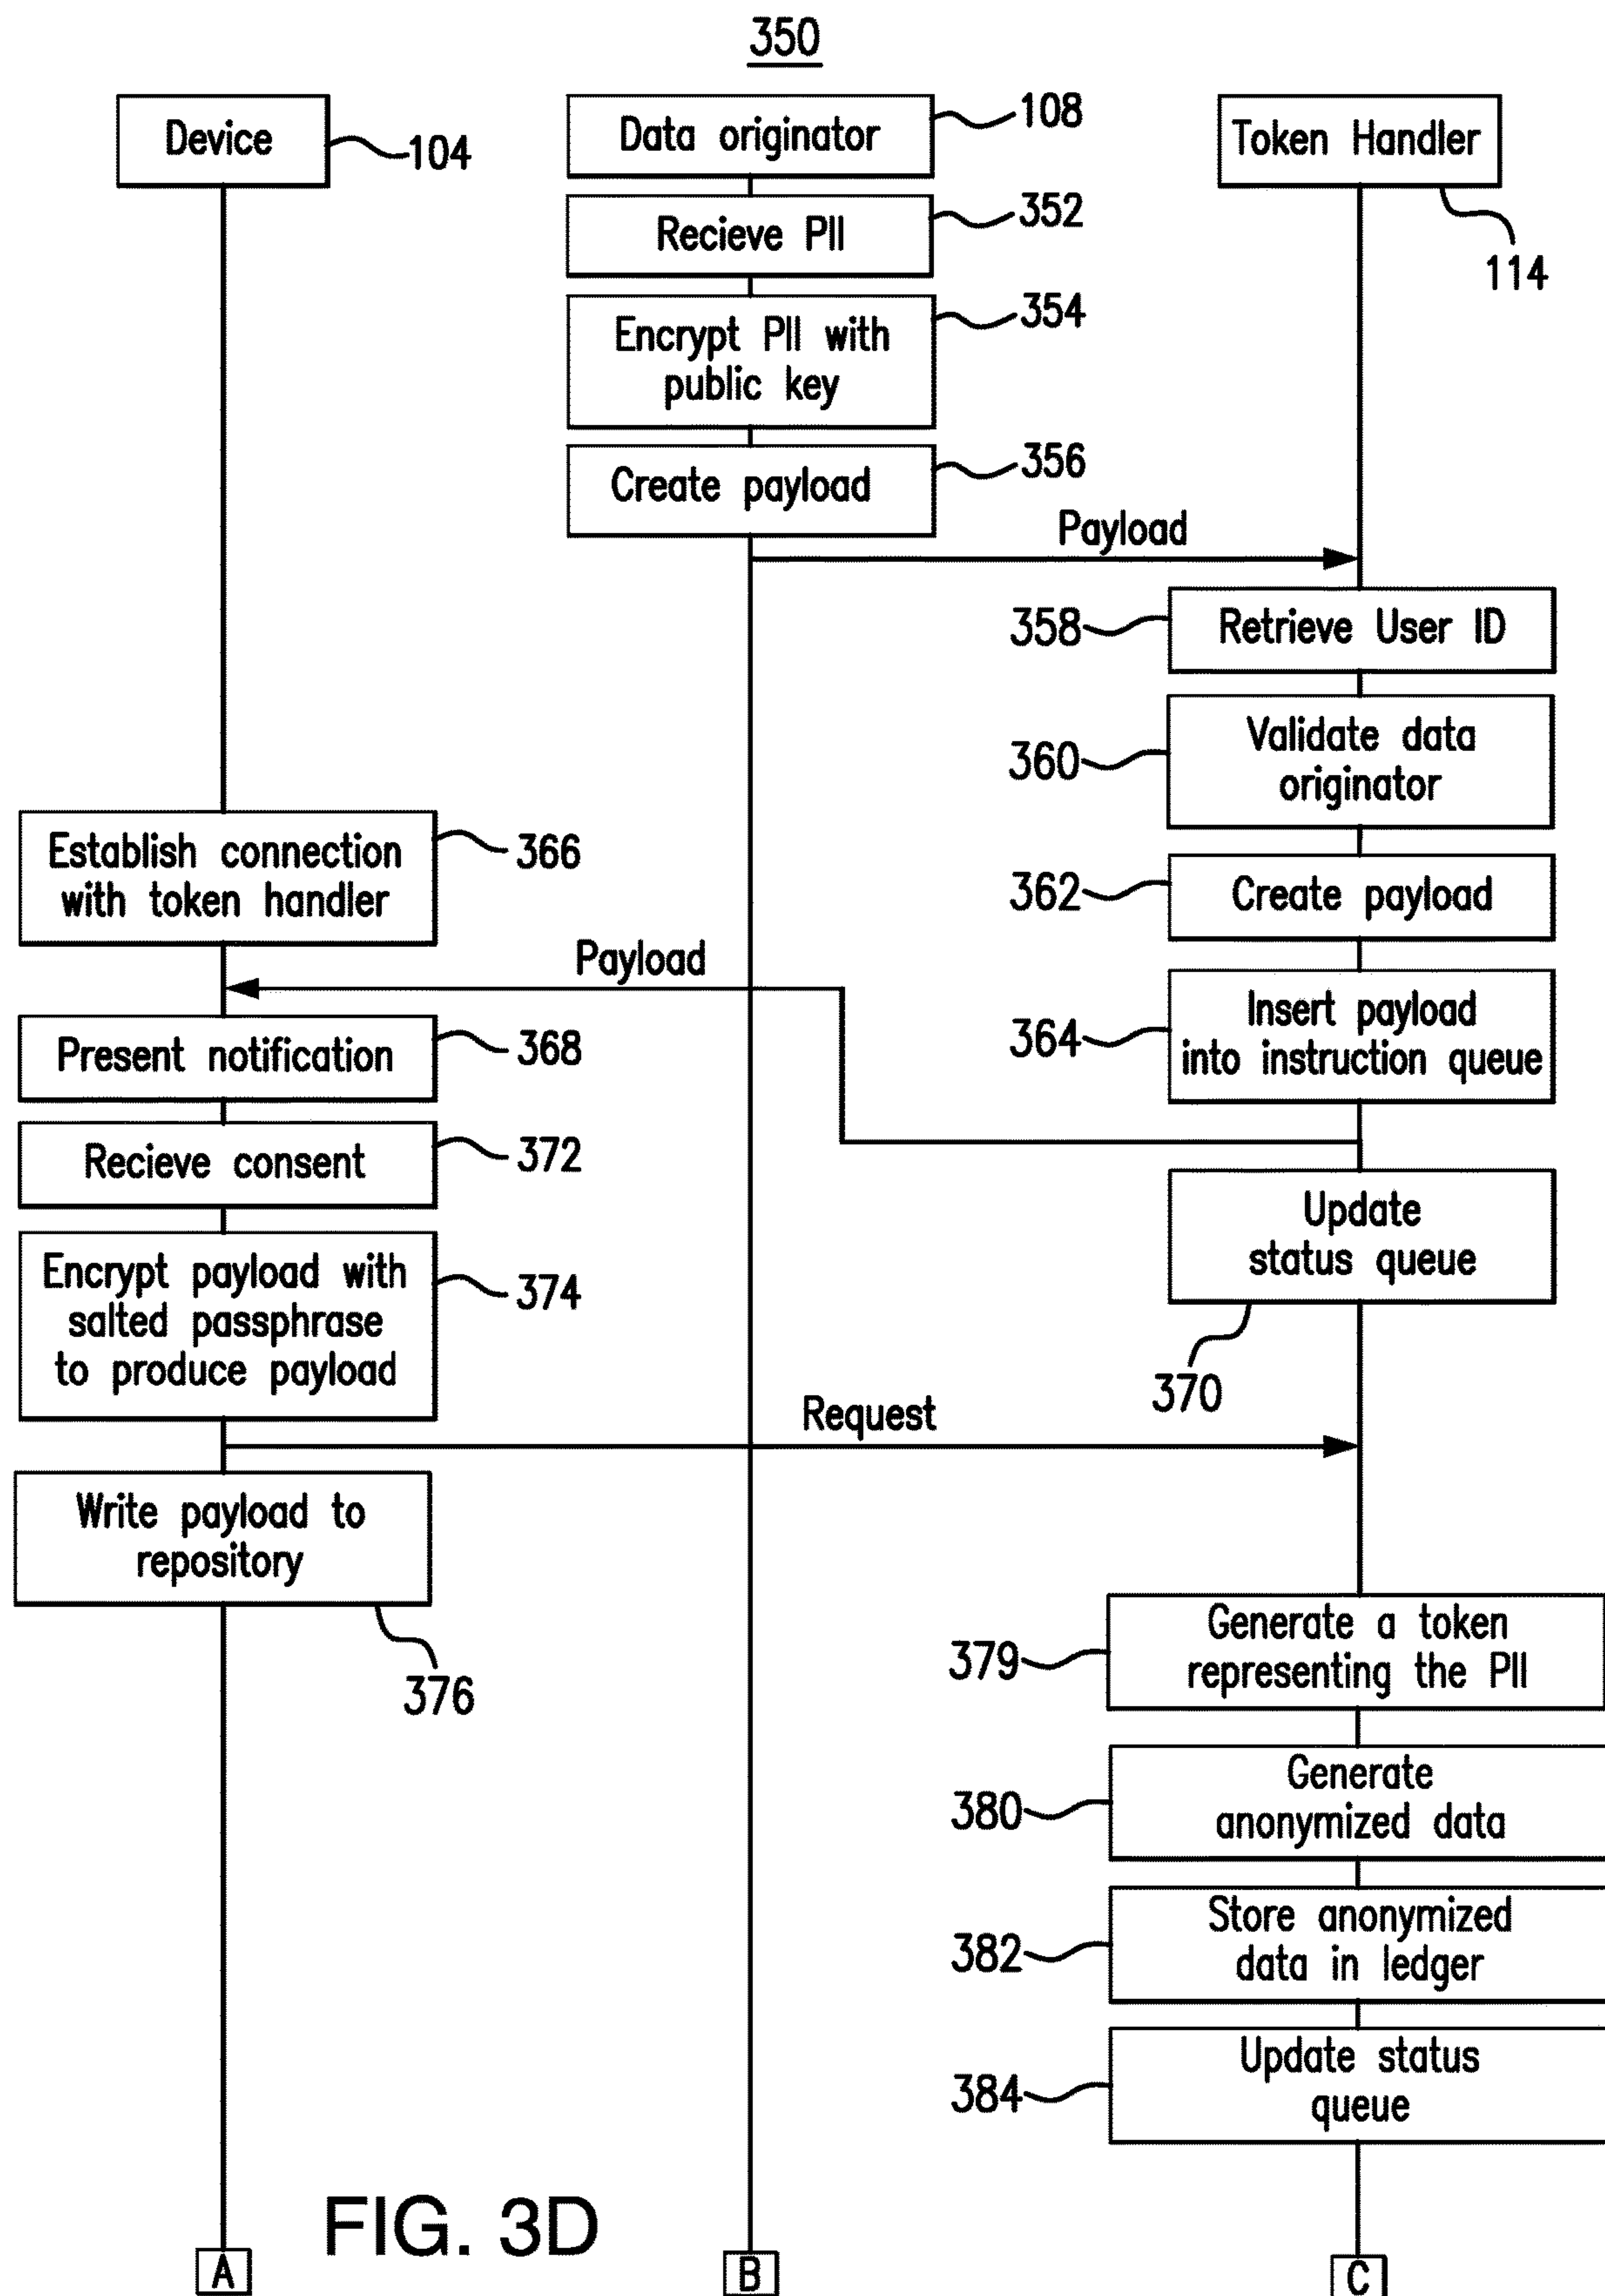 350
Device
104
Data originator
108
Token Handler
114
Recieve PII
352
Encrypt PII with
public key
354
Create payload
356
Payload
358
Retrieve User ID
360
Validate data
originator
Establish connection
with token handler
366
362
Create payload
Payload
364
Insert payload
into instruction queue
Present notification
368
Recieve consent
372
Update
status queue
370
Encrypt payload with
salted passphrase
to produce payload
374
Request
Write payload to
repository
376
379
Generate a token
representing the PII
380
Generate
anonymized data
382
Store anonymized
data in ledger
384
Update status
queue
FIG. 3D
A
B
C